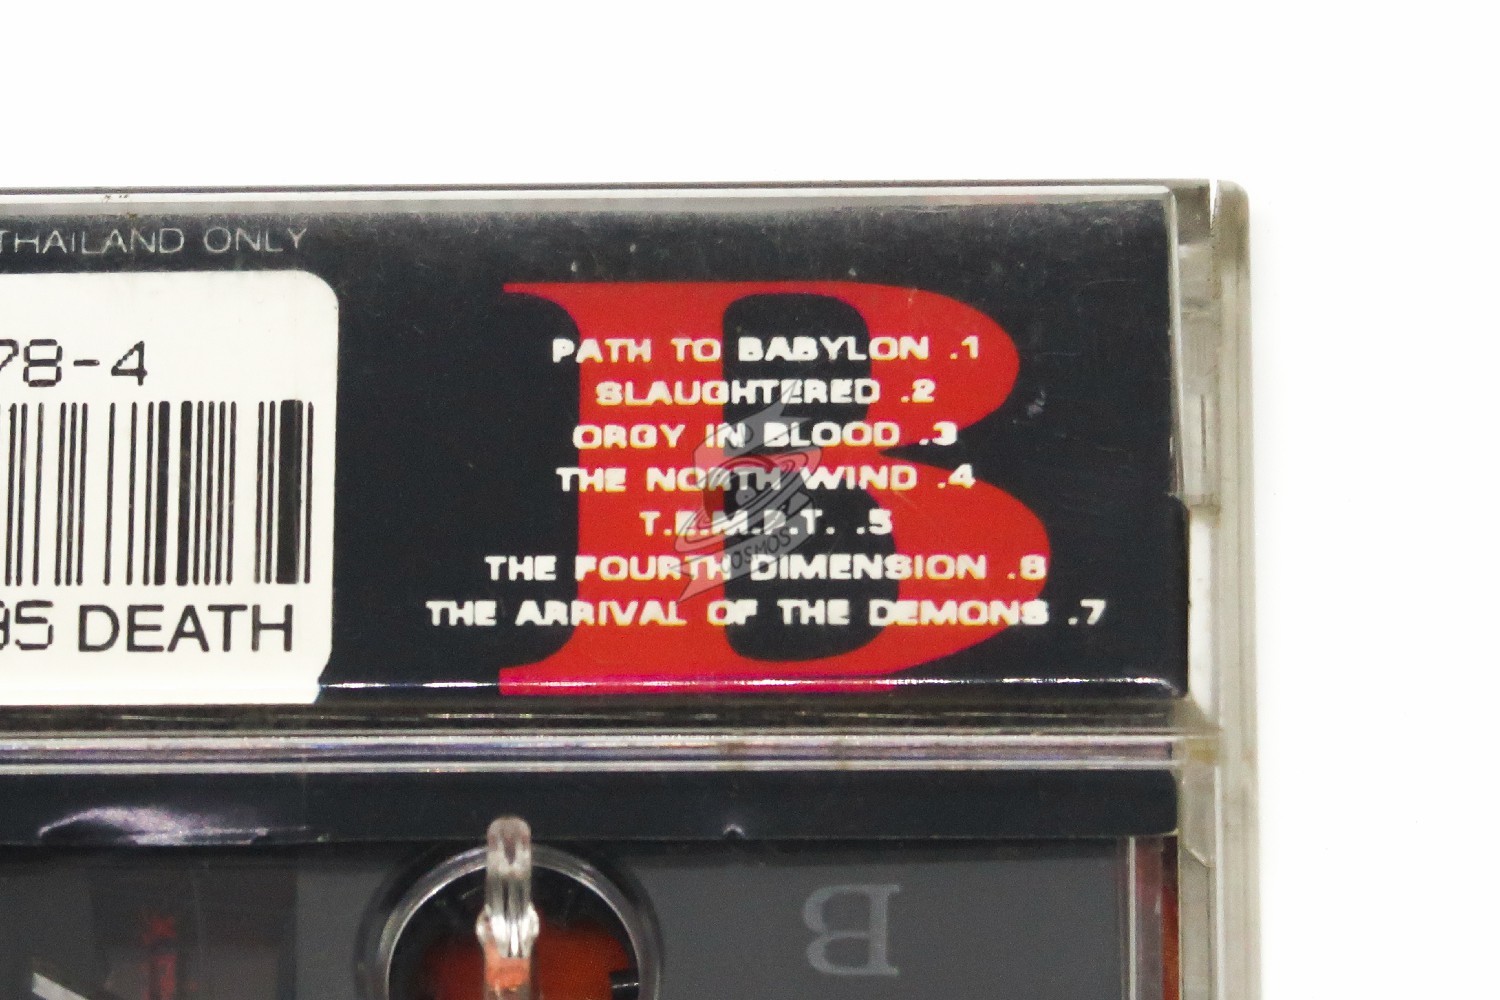 THAILAND ONLY
78-4
95 DEATH
B
PATH TO BABYLON .1
SLAUGHTERED .2
ORGY IN BLOOD .3
THE NORTH WIND .4
T.E.M.P.T. .5
THE FOURTH DIMENSION .6
THE ARRIVAL OF THE DEMONS .7
COSMOS
B